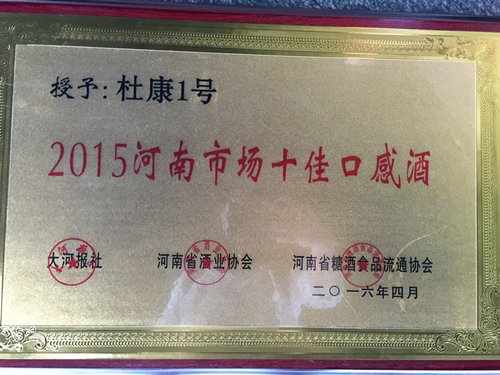 授予:杜康1号
2015河南市场十佳口感酒
大河报社 河南省酒业协会 河南省糖酒食品流通协会
二〇一六年四月